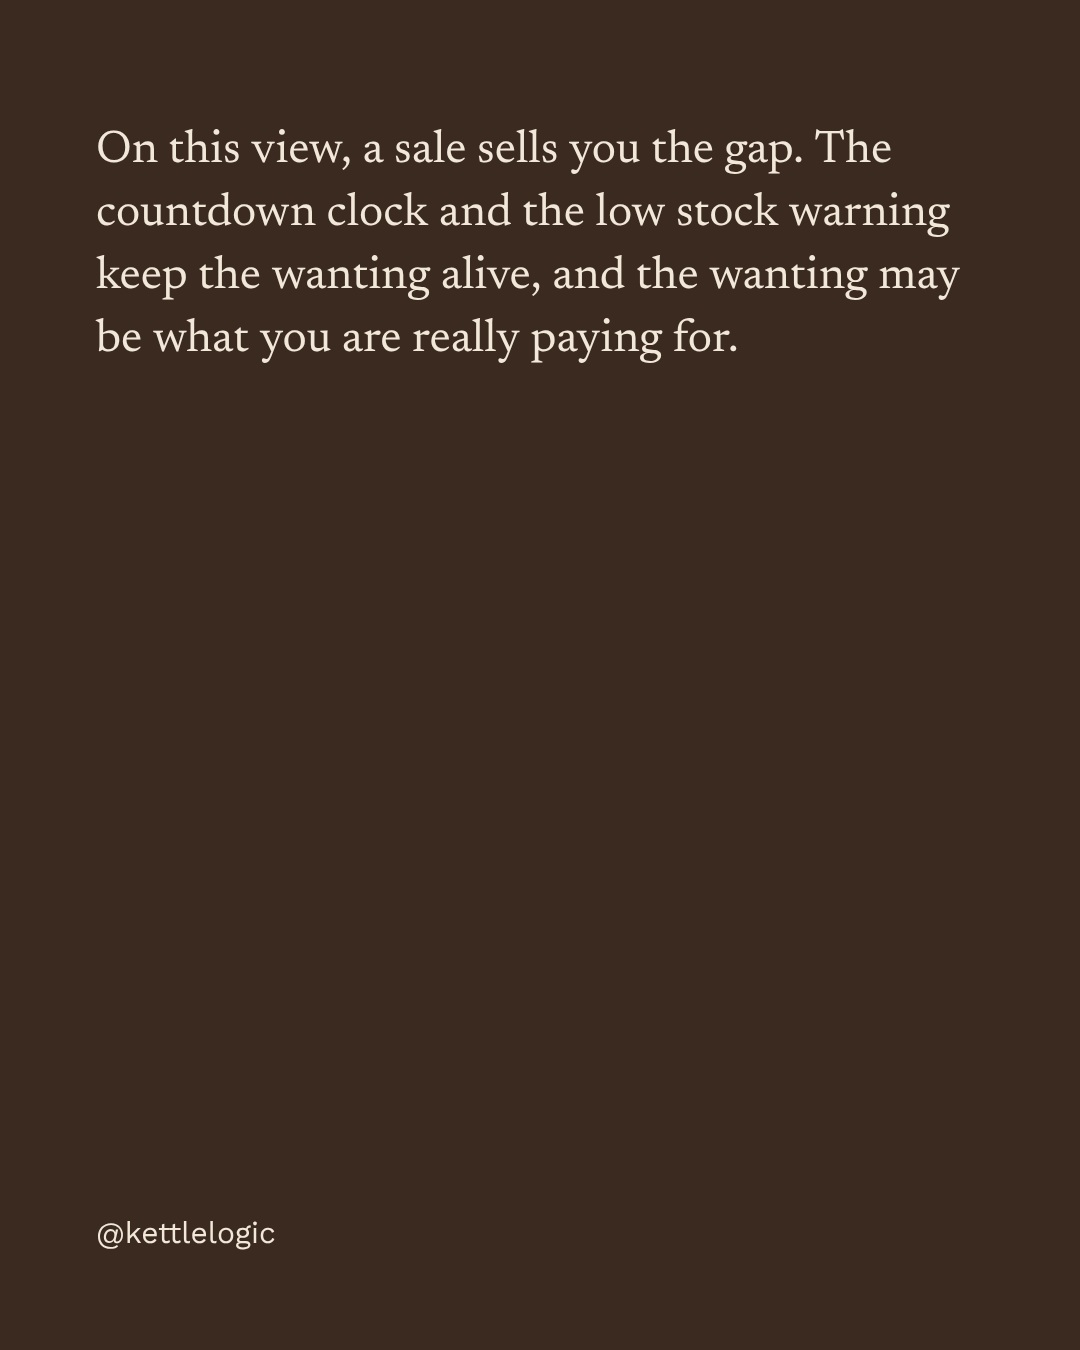 On this view, a sale sells you the gap. The
countdown clock and the low stock warning
keep the wanting alive, and the wanting may
be what you are really paying for.
@kettlelogic